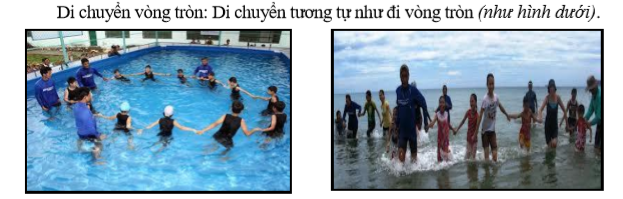 Di chuyển vòng tròn: Di chuyển tương tự như đi vòng tròn (như hình dưới).